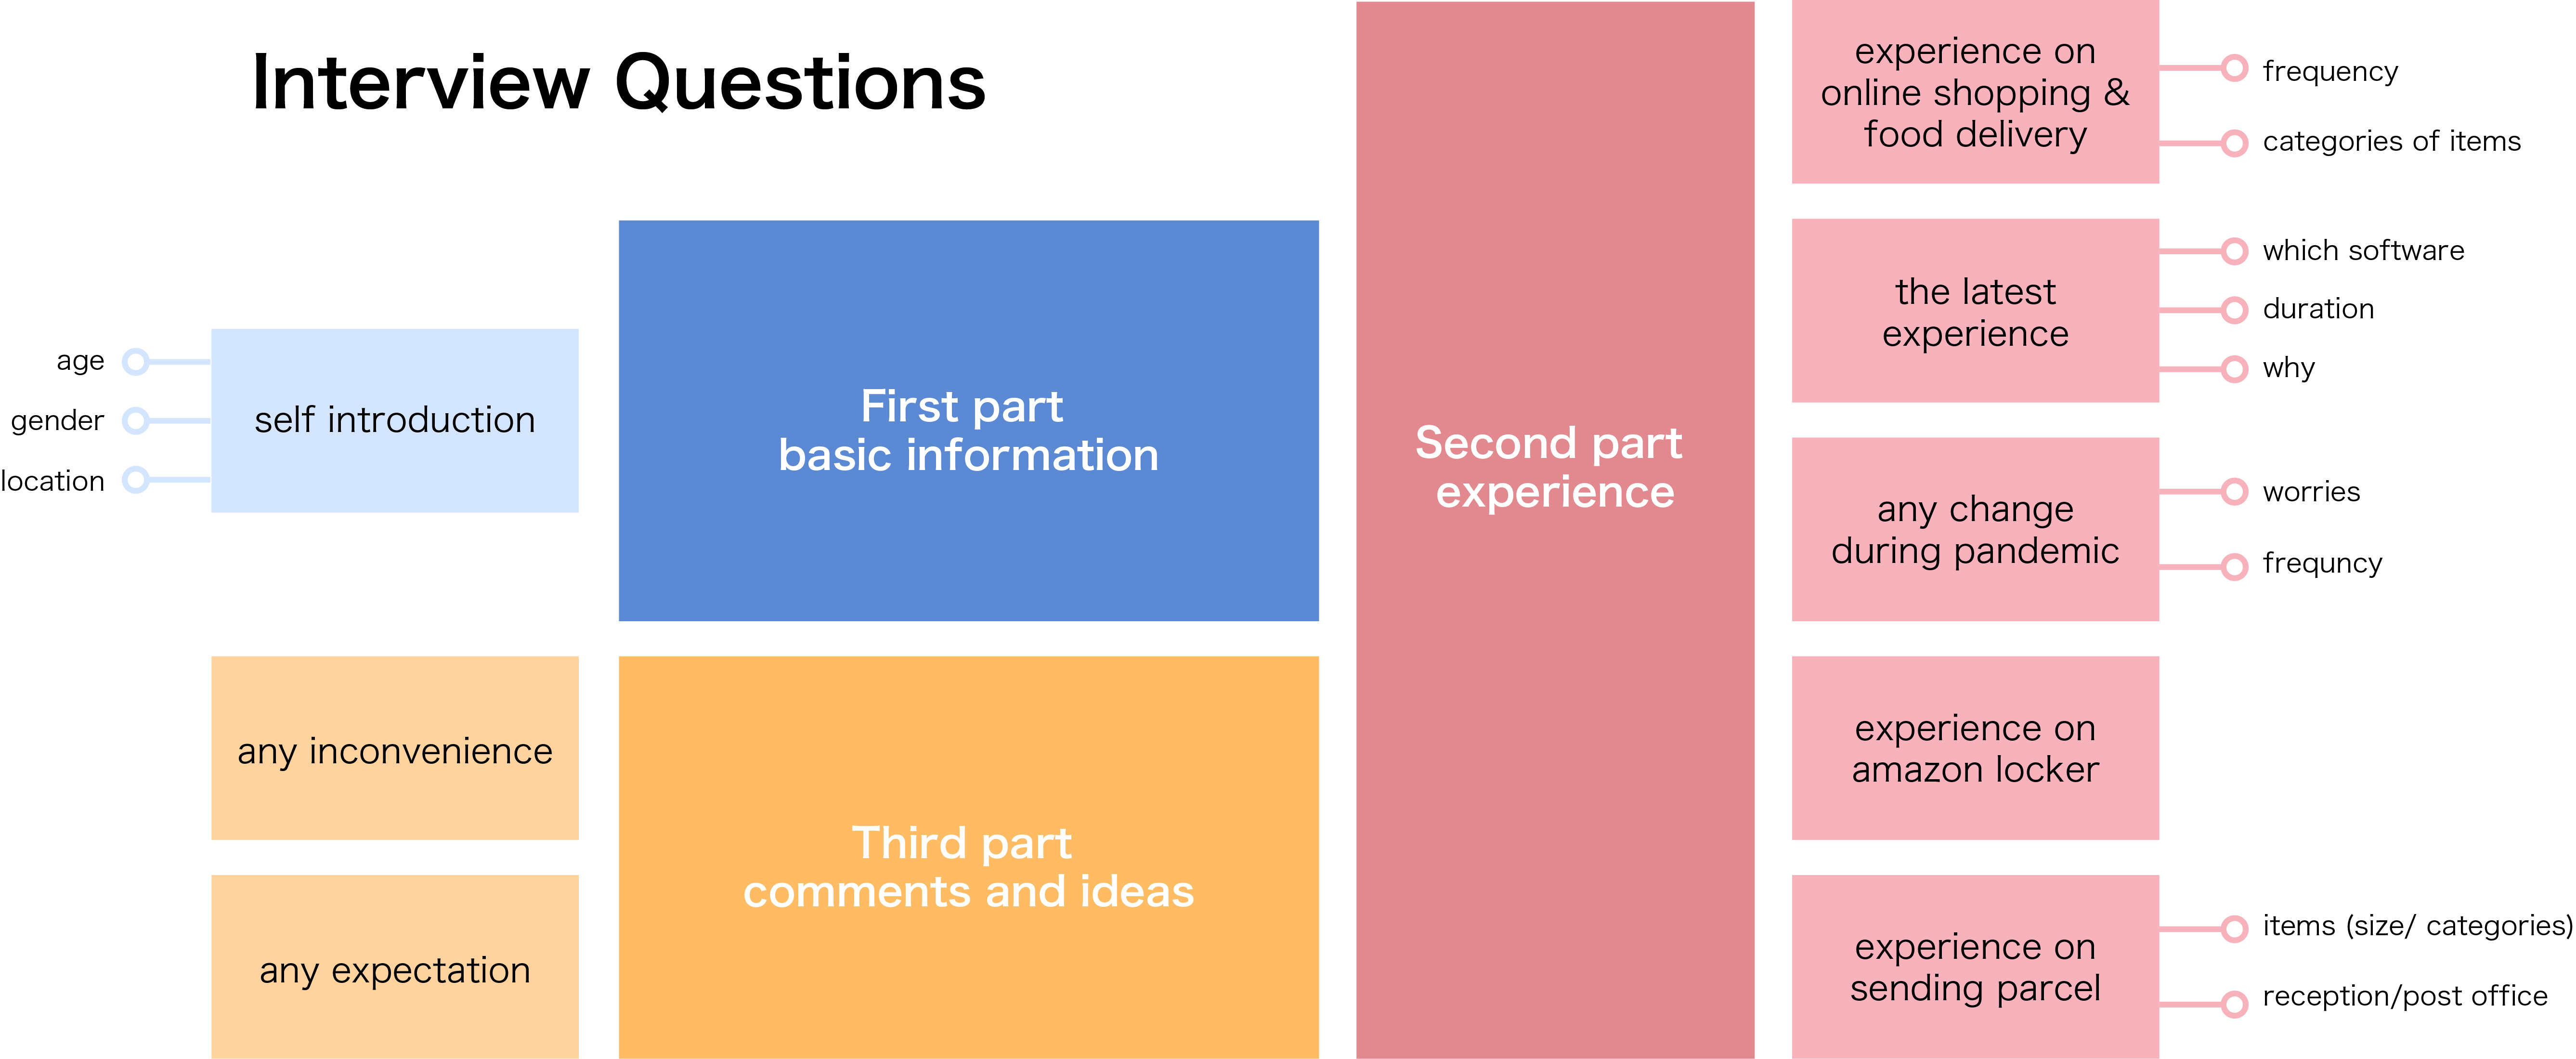 Interview Questions
age
gender
location
self introduction
First part
basic information
any inconvenience
any expectation
Third part
comments and ideas
Second part
experience
experience on
online shopping &
food delivery
frequency
categories of items
the latest
experience
which software
duration
why
any change
during pandemic
worries
frequncy
experience on
amazon locker
experience on
sending parcel
items (size/ categories)
reception/post office